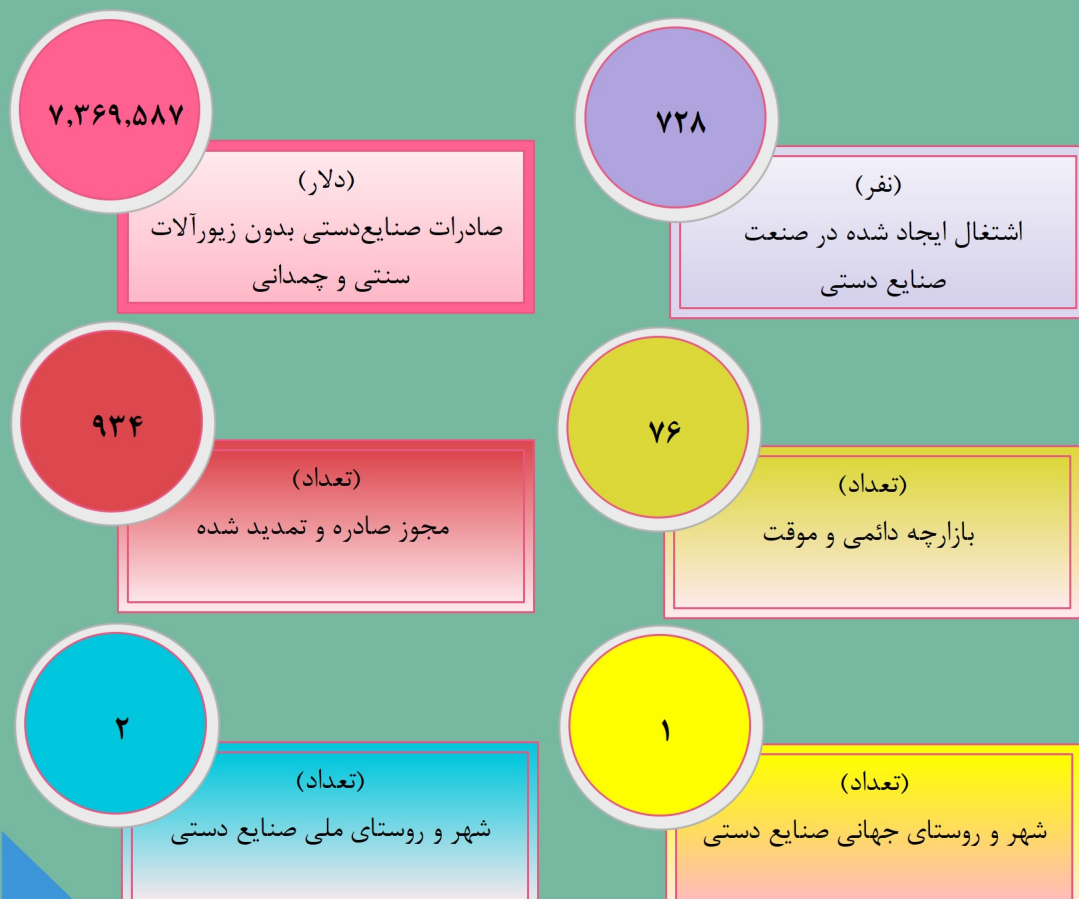 ۷۲۸
(نفر)
اشتغال ایجاد شده در صنعت
صنایع دستی
۷,۳۶۹,۵۸۷
(دلار)
صادرات صنایع‌دستی بدون زیورآلات
سنتی و چمدانی
۷۶
(تعداد)
بازارچه دائمی و موقت
۹۳۴
(تعداد)
مجوز صادره و تمدید شده
۱
(تعداد)
شهر و روستای جهانی صنایع دستی
۲
(تعداد)
شهر و روستای ملی صنایع دستی